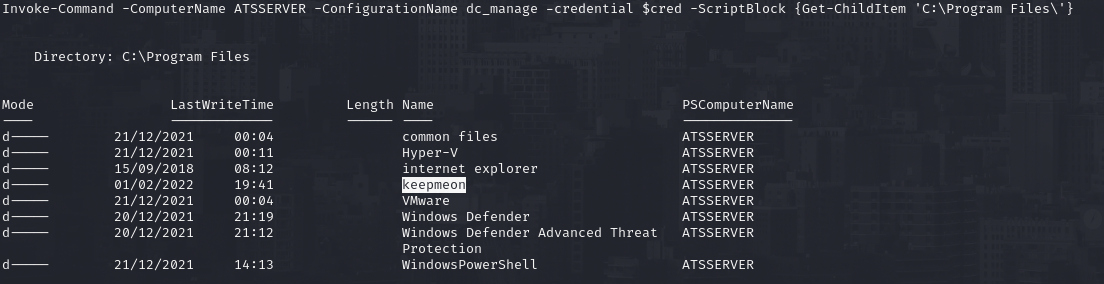 Invoke-Command -ComputerName ATSSERVER -ConfigurationName dc_manage -credential $cred -ScriptBlock {Get-ChildItem 'C:\Program Files\'}
Directory: C:\Program Files
Mode LastWriteTime Length Name PSComputerName
---- ------------- ------ ---- --------------
d----- 21/12/2021 00:04 common files ATSSERVER
d----- 21/12/2021 00:11 Hyper-V ATSSERVER
d----- 15/09/2018 08:12 internet explorer ATSSERVER
d----- 01/02/2022 19:41 keepmeon ATSSERVER
d----- 21/12/2021 00:04 VMware ATSSERVER
d----- 20/12/2021 21:19 Windows Defender ATSSERVER
d----- 20/12/2021 21:12 Windows Defender Advanced Threat ATSSERVER
Protection
d----- 21/12/2021 14:13 WindowsPowerShell ATSSERVER